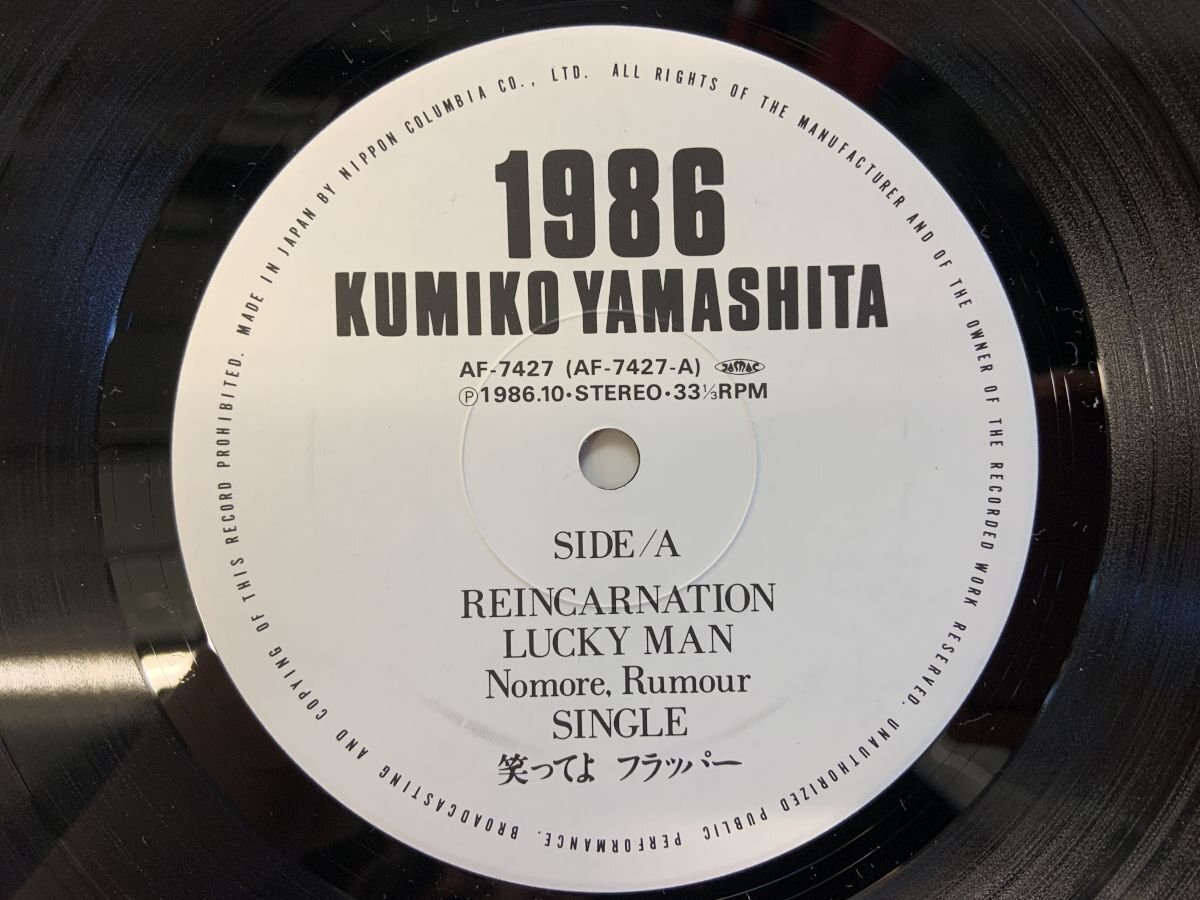 MADE IN JAPAN BY NIPPON COLUMBIA CO., LTD. ALL RIGHTS OF THE MANUFACTURER AND OF THE OWNER OF THE RECORDED WORK RESERVED. UNAUTHORIZED PUBLIC PERFORMANCE. BROADCASTING AND COPYING OF THIS RECORD PROHIBITED.
1986
KUMIKO YAMASHITA
AF-7427 (AF-7427-A) JASRAC
Ⓟ1986.10・STEREO・33⅓RPM
SIDE/A
REINCARNATION
LUCKY MAN
Nomore, Rumour
SINGLE
笑ってよ フラッパー